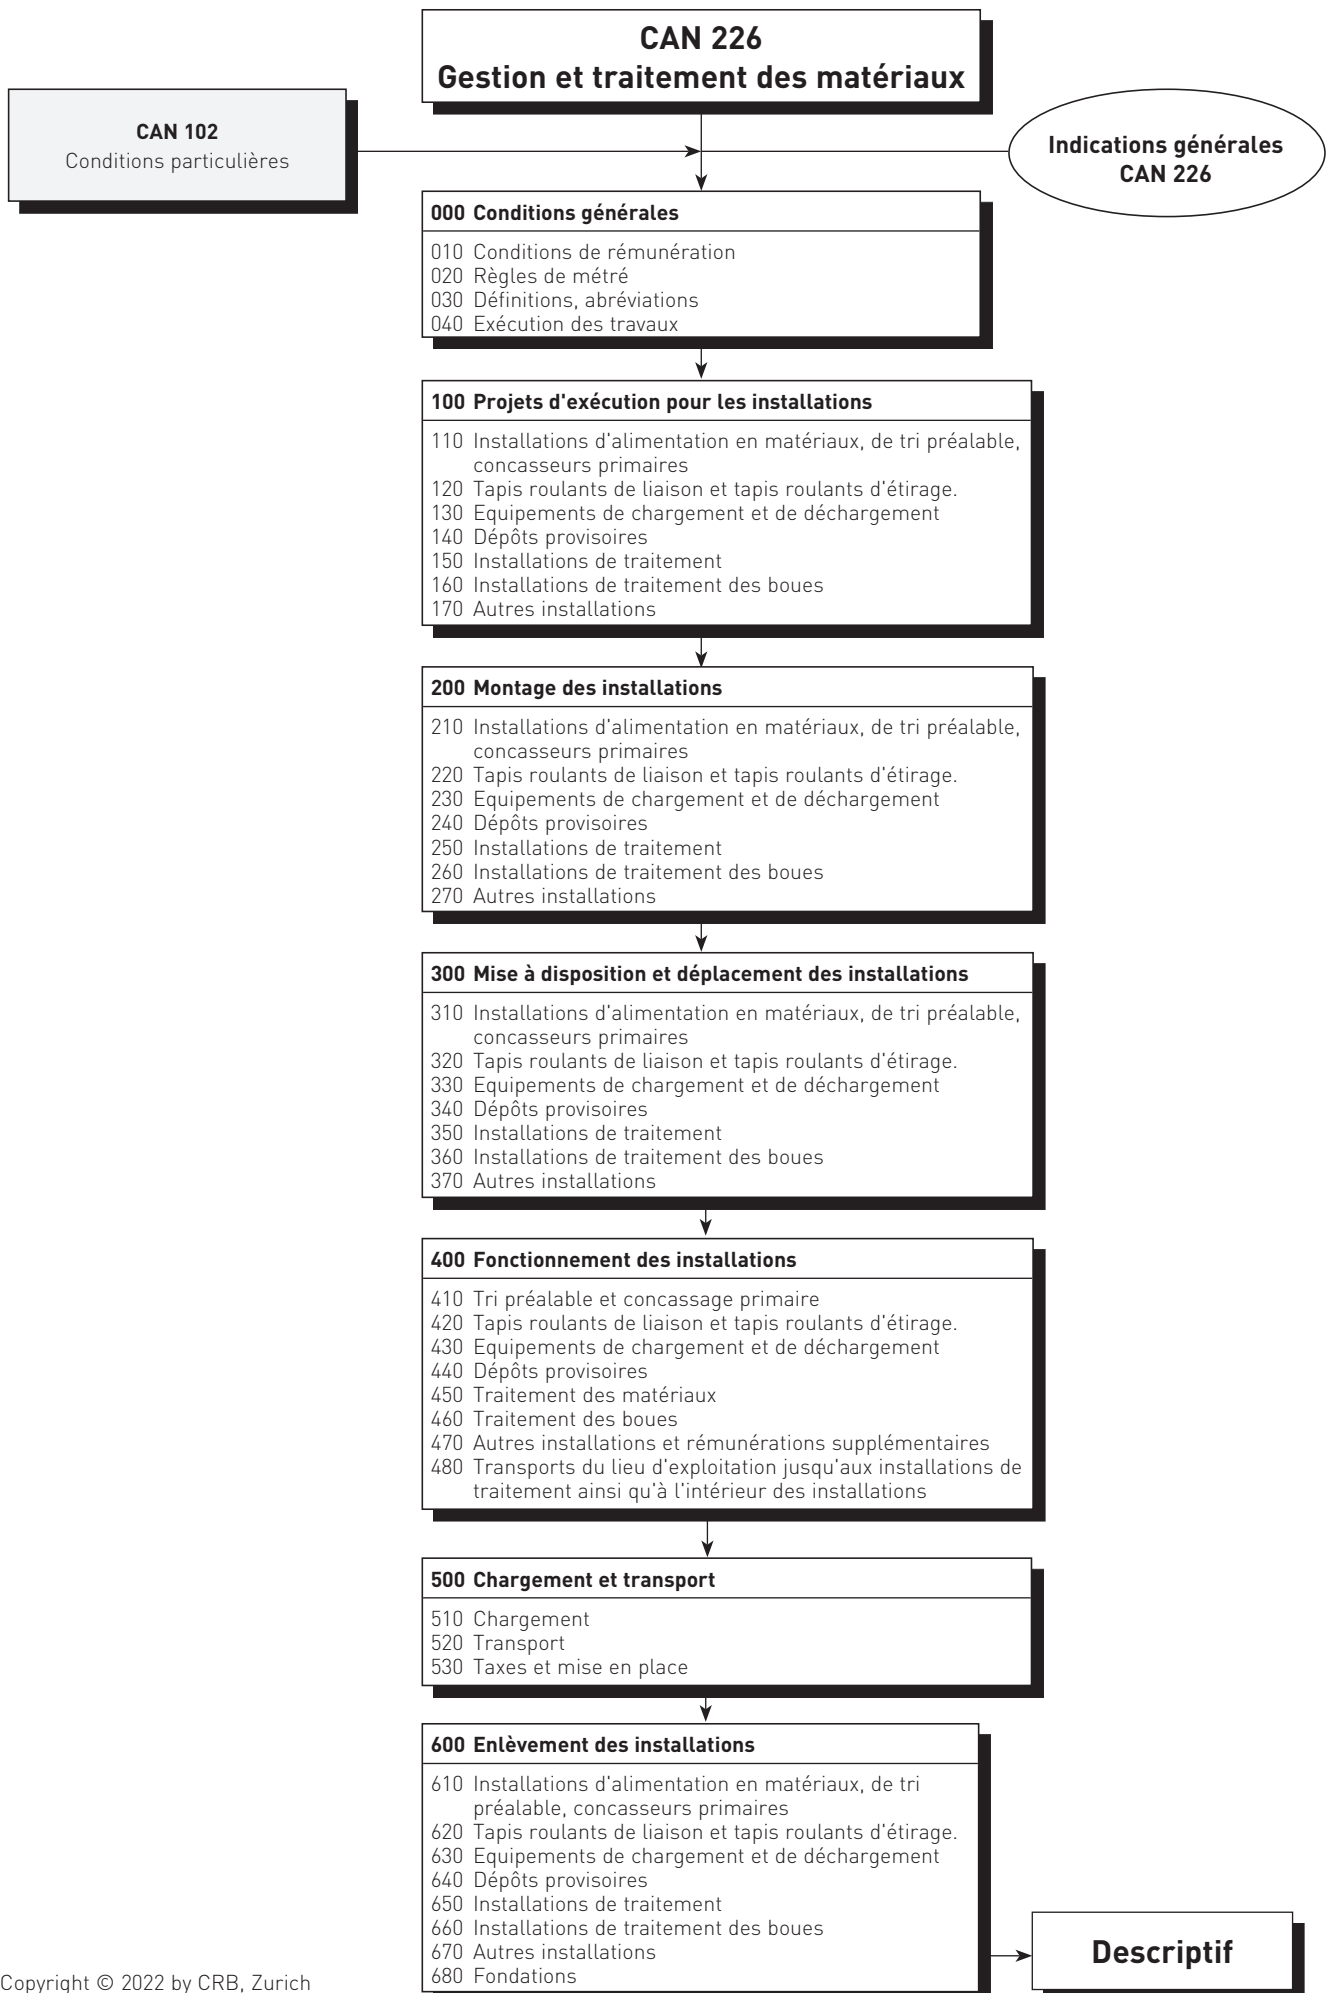 CAN 226
Gestion et traitement des matériaux
CAN 102
Conditions particulières
Indications générales
CAN 226
000 Conditions générales
010 Conditions de rémunération
020 Règles de métré
030 Définitions, abréviations
040 Exécution des travaux
100 Projets d'exécution pour les installations
110 Installations d'alimentation en matériaux, de tri préalable,
concasseurs primaires
120 Tapis roulants de liaison et tapis roulants d'étirage.
130 Equipements de chargement et de déchargement
140 Dépôts provisoires
150 Installations de traitement
160 Installations de traitement des boues
170 Autres installations
200 Montage des installations
210 Installations d'alimentation en matériaux, de tri préalable,
concasseurs primaires
220 Tapis roulants de liaison et tapis roulants d'étirage.
230 Equipements de chargement et de déchargement
240 Dépôts provisoires
250 Installations de traitement
260 Installations de traitement des boues
270 Autres installations
300 Mise à disposition et déplacement des installations
310 Installations d'alimentation en matériaux, de tri préalable,
concasseurs primaires
320 Tapis roulants de liaison et tapis roulants d'étirage.
330 Equipements de chargement et de déchargement
340 Dépôts provisoires
350 Installations de traitement
360 Installations de traitement des boues
370 Autres installations
400 Fonctionnement des installations
410 Tri préalable et concassage primaire
420 Tapis roulants de liaison et tapis roulants d'étirage.
430 Equipements de chargement et de déchargement
440 Dépôts provisoires
450 Traitement des matériaux
460 Traitement des boues
470 Autres installations et rémunérations supplémentaires
480 Transports du lieu d'exploitation jusqu'aux installations de
traitement ainsi qu'à l'intérieur des installations
500 Chargement et transport
510 Chargement
520 Transport
530 Taxes et mise en place
600 Enlèvement des installations
610 Installations d'alimentation en matériaux, de tri
préalable, concasseurs primaires
620 Tapis roulants de liaison et tapis roulants d'étirage.
630 Equipements de chargement et de déchargement
640 Dépôts provisoires
650 Installations de traitement
660 Installations de traitement des boues
670 Autres installations
680 Fondations
Descriptif
Copyright © 2022 by CRB, Zurich